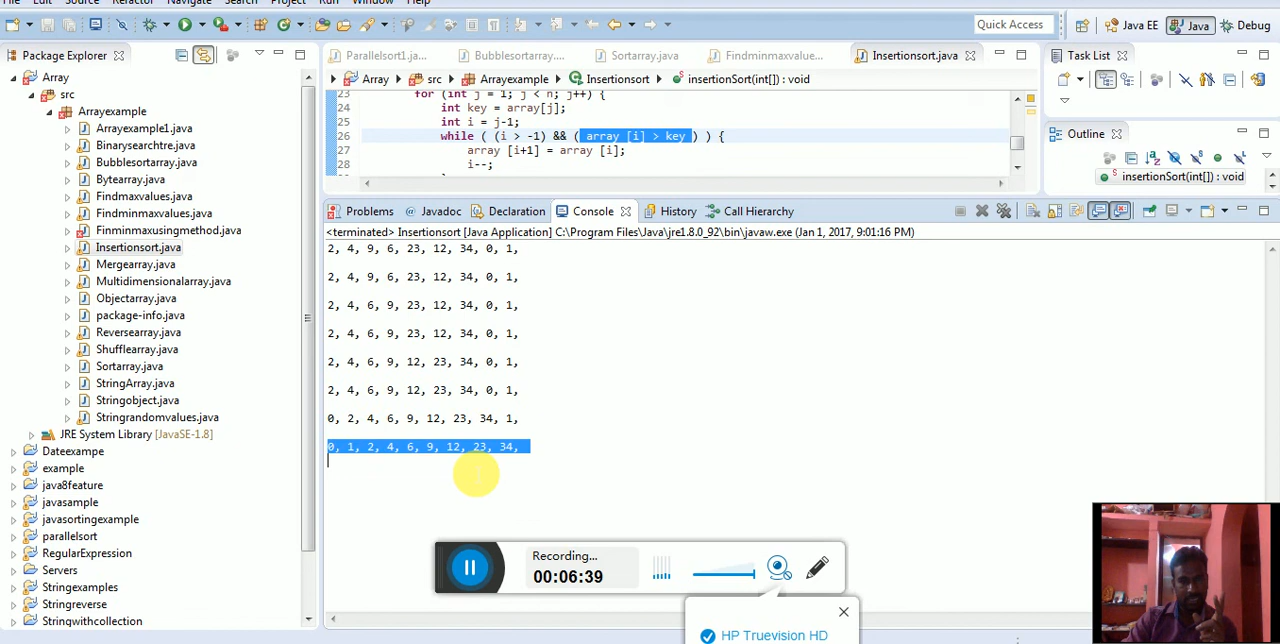 File Edit Source Refactor Navigate Search Project Run Window Help
Quick Access
Java EE
Java
Debug
Package Explorer
Parallelsort1.ja...
Bubblesortarray....
Sortarray.java
Findminmaxvalue...
Insertionsort.java
Task List
Array
Array
src
Arrayexample
Insertionsort
insertionSort(int[]) : void
src
Arrayexample
Arrayexample1.java
Binarysearchtre.java
Bubblesortarray.java
Bytearray.java
Findmaxvalues.java
Findminmaxvalues.java
Finminmaxusingmethod.java
Insertionsort.java
Mergearray.java
Multidimensionalarray.java
Objectarray.java
package-info.java
Reversearray.java
Shufflearray.java
Sortarray.java
StringArray.java
Stringobject.java
Stringrandomvalues.java
JRE System Library [JavaSE-1.8]
Dateexampe
example
java8feature
javasample
javasortingexample
parallelsort
RegularExpression
Servers
Stringexamples
Stringreverse
Stringwithcollection
23 for (int j = 1; j < n; j++) {
24 int key = array[j];
25 int i = j-1;
26 while ( (i > -1) && ( array [i] > key ) ) {
27 array [i+1] = array [i];
28 i--;
Outline
insertionSort(int[]) : void
Problems
@ Javadoc
Declaration
Console
History
Call Hierarchy
<terminated> Insertionsort [Java Application] C:\Program Files\Java\jre1.8.0_92\bin\javaw.exe (Jan 1, 2017, 9:01:16 PM)
2, 4, 9, 6, 23, 12, 34, 0, 1,
2, 4, 9, 6, 23, 12, 34, 0, 1,
2, 4, 6, 9, 23, 12, 34, 0, 1,
2, 4, 6, 9, 23, 12, 34, 0, 1,
2, 4, 6, 9, 12, 23, 34, 0, 1,
2, 4, 6, 9, 12, 23, 34, 0, 1,
0, 2, 4, 6, 9, 12, 23, 34, 1,
0, 1, 2, 4, 6, 9, 12, 23, 34,
Recording...
00:06:39
HP Truevision HD